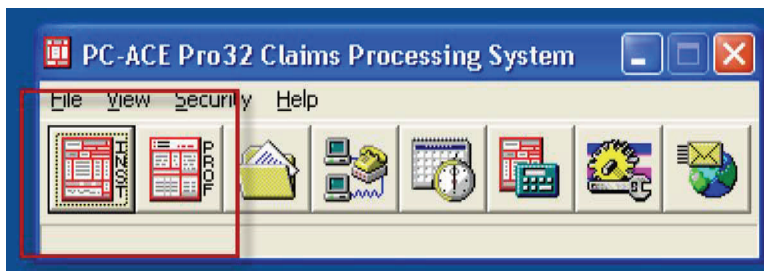 PC-ACE Pro32 Claims Processing System
File View Security Help
INST PROF